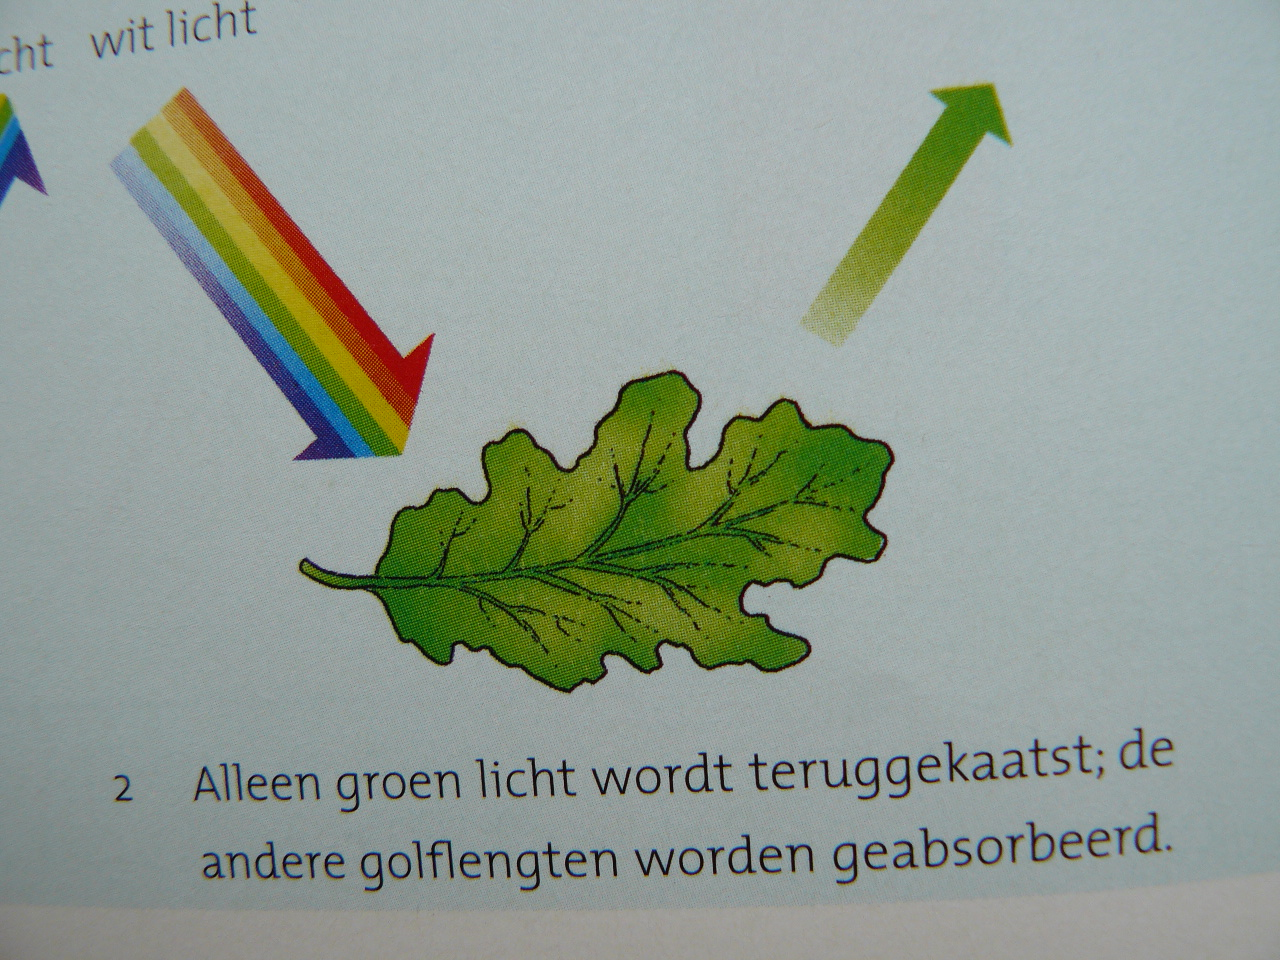 cht wit licht
2 Alleen groen licht wordt teruggekaatst; de
andere golflengten worden geabsorbeerd.